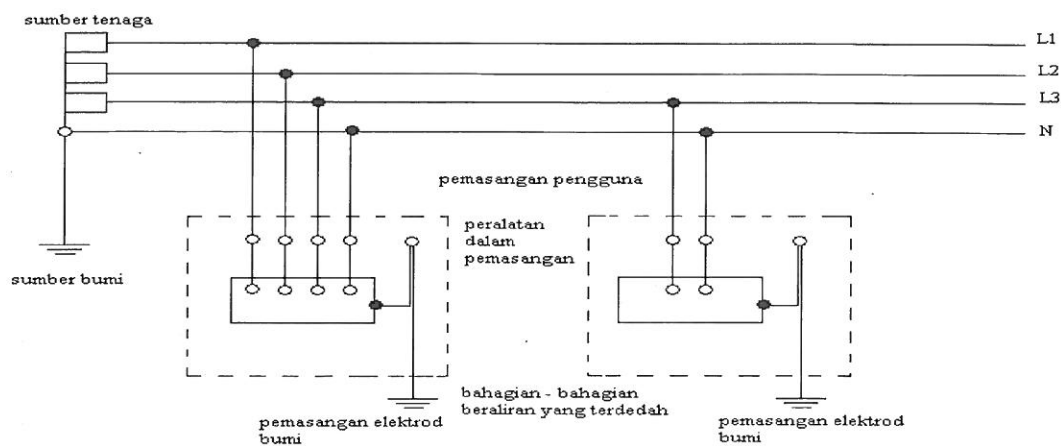 sumber tenaga
L1
L2
L3
N
pemasangan pengguna
peralatan
dalam
pemasangan
sumber bumi
bahagian - bahagian
beraliran yang terdedah
pemasangan elektrod
bumi
pemasangan elektrod
bumi